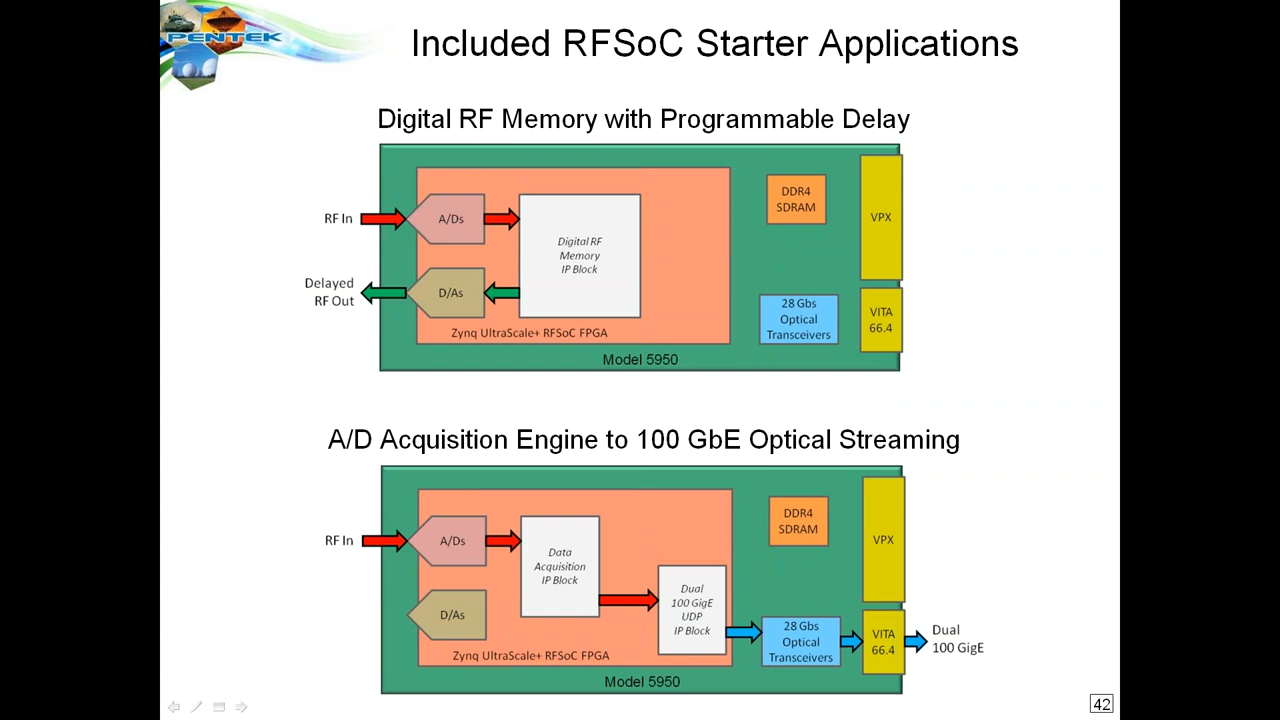 PENTEK
Included RFSoC Starter Applications
Digital RF Memory with Programmable Delay
RF In
A/Ds
Digital RF
Memory
IP Block
DDR4
SDRAM
VPX
Delayed
RF Out
D/As
28 Gbs
Optical
Transceivers
VITA
66.4
Zynq UltraScale+ RFSoC FPGA
Model 5950
A/D Acquisition Engine to 100 GbE Optical Streaming
RF In
A/Ds
Data
Acquisition
IP Block
DDR4
SDRAM
VPX
D/As
Dual
100 GigE
UDP
IP Block
28 Gbs
Optical
Transceivers
VITA
66.4
Dual
100 GigE
Zynq UltraScale+ RFSoC FPGA
Model 5950
42